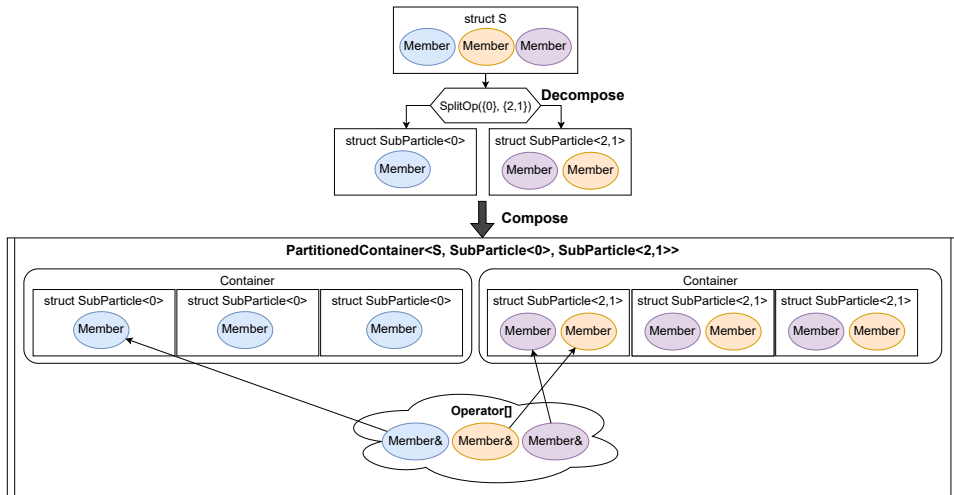 struct S
Member Member Member
SplitOp({0}, {2,1})
Decompose
struct SubParticle<0>
Member
struct SubParticle<2,1>
Member Member
Compose
PartitionedContainer<S, SubParticle<0>, SubParticle<2,1>>
Container
struct SubParticle<0> struct SubParticle<0> struct SubParticle<0>
Member Member Member
Container
struct SubParticle<2,1> struct SubParticle<2,1> struct SubParticle<2,1>
Member Member Member Member Member Member
Operator[]
Member& Member& Member&